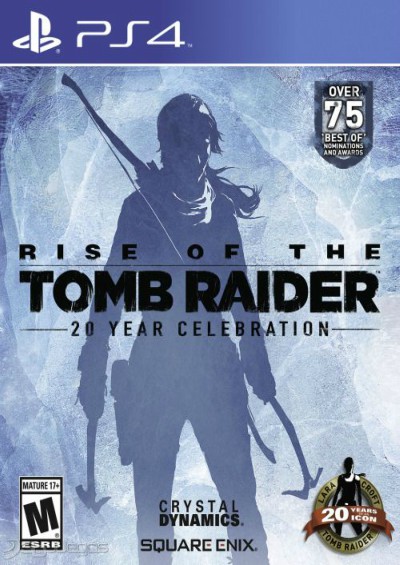 PS4
OVER
75
"BEST OF"
NOMINATIONS
AND AWARDS
RISE OF THE
TOMB RAIDER
20 YEAR CELEBRATION
MATURE 17+
M
ESRB
CRYSTAL
DYNAMICS
SQUARE ENIX
LARA CROFT
20 YEARS ICON
TOMB RAIDER